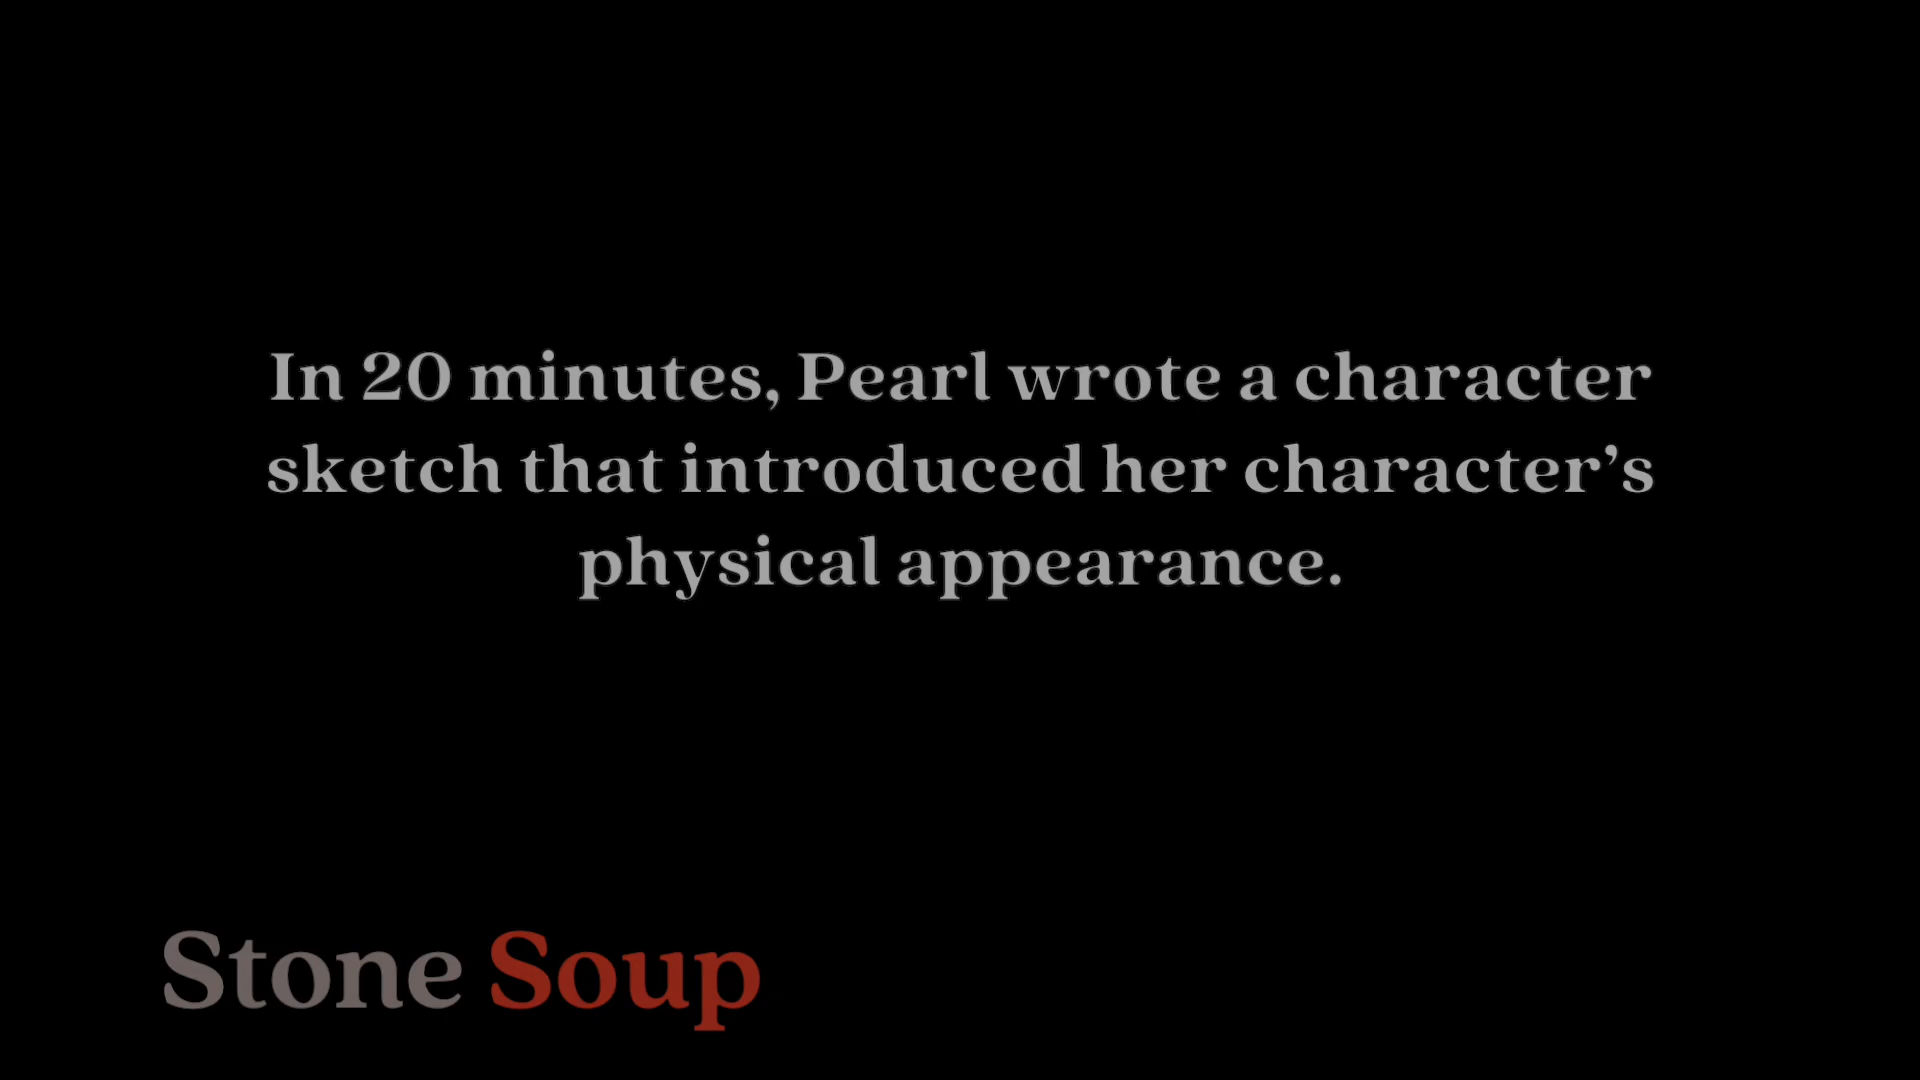 In 20 minutes, Pearl wrote a character
sketch that introduced her character’s
physical appearance.
Stone Soup